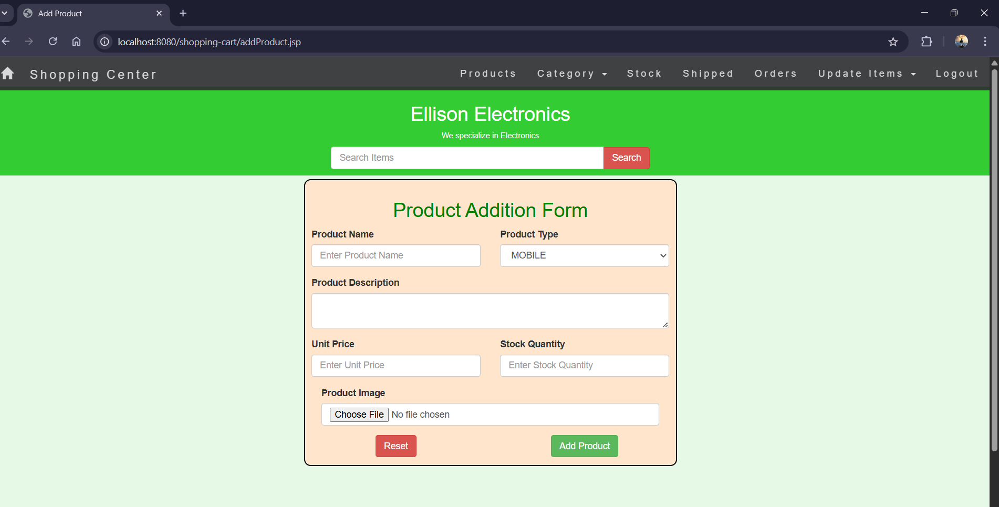 Add Product
localhost:8080/shopping-cart/addProduct.jsp
Shopping Center Products Category Stock Shipped Orders Update Items Logout
Ellison Electronics
We specialize in Electronics
Search Items Search
Product Addition Form
Product Name Product Type
Enter Product Name MOBILE
Product Description
Unit Price Stock Quantity
Enter Unit Price Enter Stock Quantity
Product Image
Choose File No file chosen
Reset Add Product